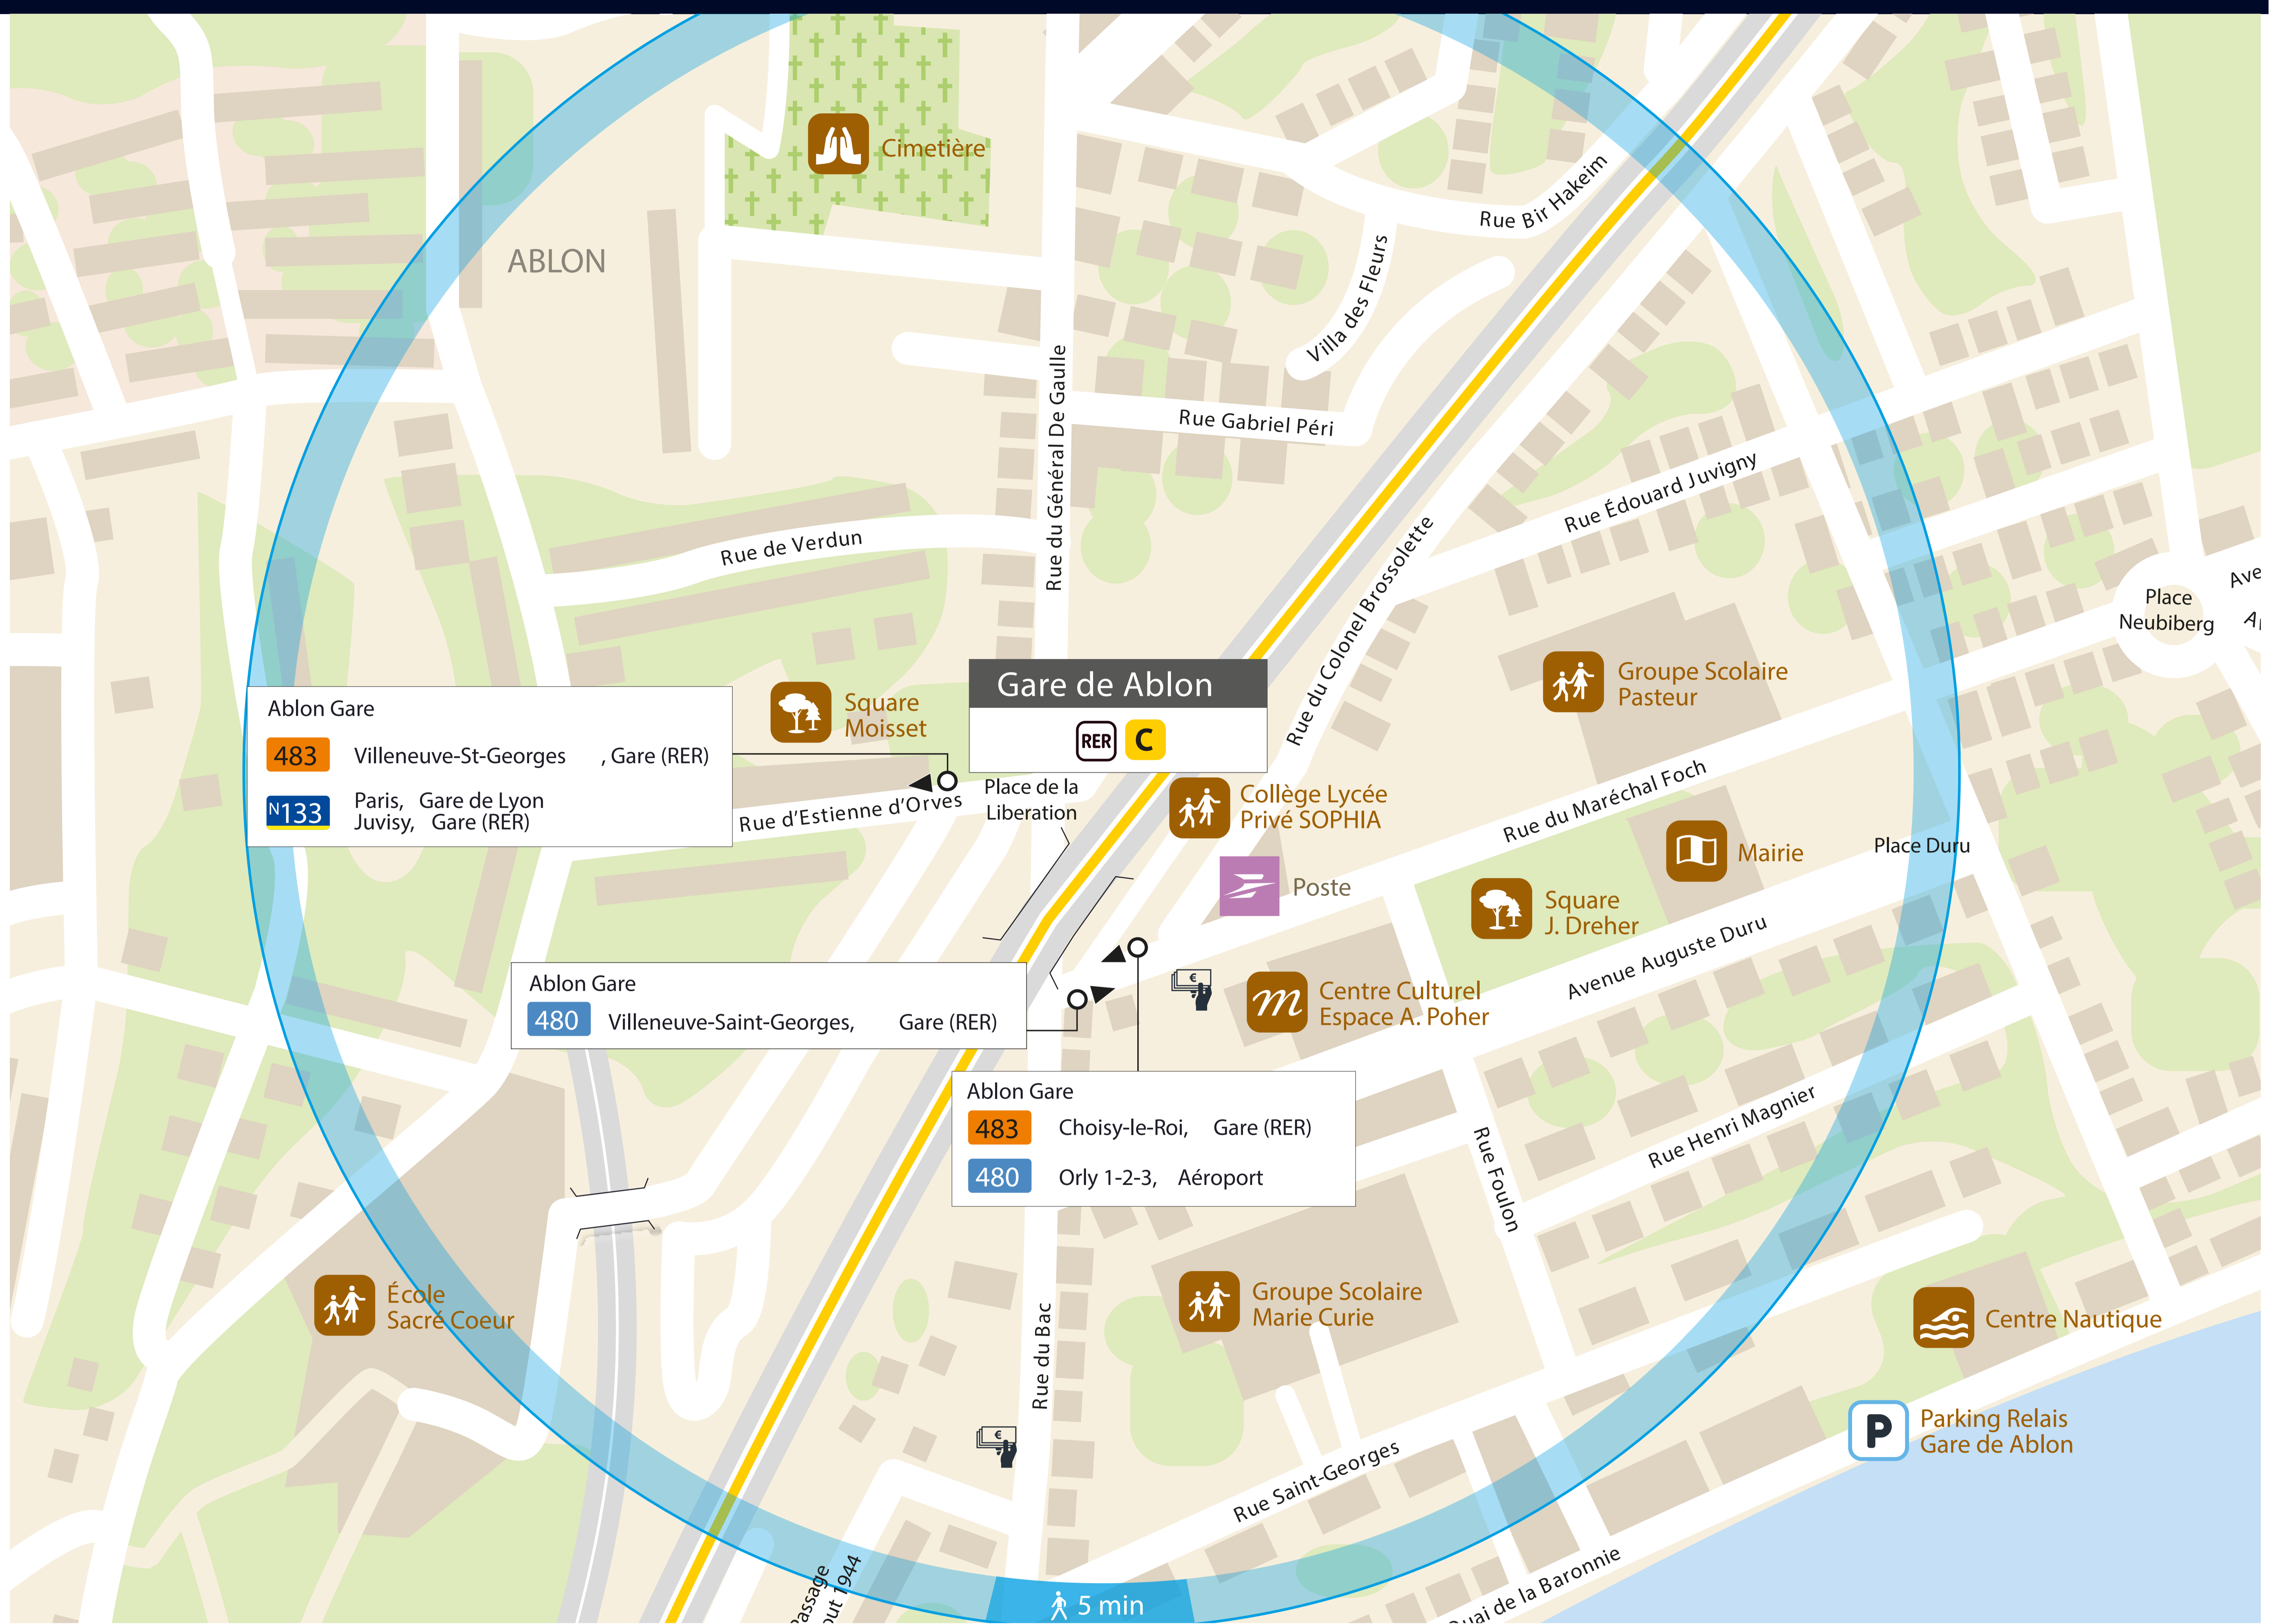 Cimetière
ABLON
Rue Bir Hakeim
Villa des Fleurs
Rue du Général De Gaulle
Rue Gabriel Péri
Rue Édouard Juvigny
Rue de Verdun
Rue du Colonel Brossolette
Place
Neubiberg
Gare de Ablon
RER C
Groupe Scolaire
Pasteur
Square
Moisset
Ablon Gare
483 Villeneuve-St-Georges , Gare (RER)
N133 Paris, Gare de Lyon
Juvisy, Gare (RER)
Place de la
Liberation
Rue d'Estienne d'Orves
Collège Lycée
Privé SOPHIA
Rue du Maréchal Foch
Mairie
Place Duru
Poste
Square
J. Dreher
Avenue Auguste Duru
Ablon Gare
480 Villeneuve-Saint-Georges, Gare (RER)
€
m
Centre Culturel
Espace A. Poher
Ablon Gare
483 Choisy-le-Roi, Gare (RER)
480 Orly 1-2-3, Aéroport
Rue Henri Magnier
Rue Foulon
École
Sacré Coeur
Groupe Scolaire
Marie Curie
Centre Nautique
Rue du Bac
€
P
Parking Relais
Gare de Ablon
Rue Saint-Georges
Quai de la Baronnie
Passage
1944
5 min